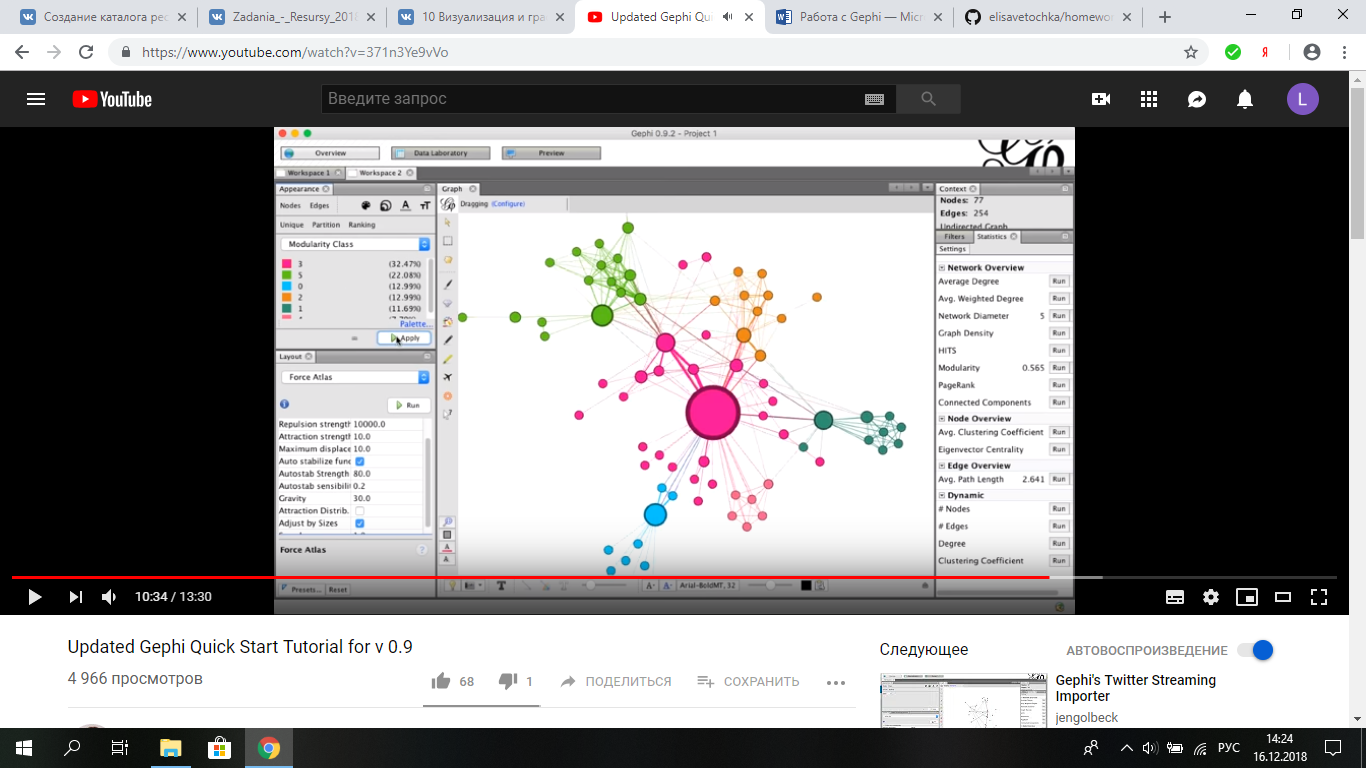 Создание каталога рес
Zadania_-_Resursy_2018
10 Визуализация и гра
Updated Gephi Qui
Работа с Gephi — Micr
elisavetochka/homewor
https://www.youtube.com/watch?v=371n3Ye9vVo
Я
YouTube
Введите запрос
L
Gephi 0.9.2 - Project 1
Overview
Data Laboratory
Preview
Workspace 1
Workspace 2
Appearance
Nodes Edges
Unique Partition Ranking
Modularity Class
3 (32.47%)
5 (22.08%)
0 (12.99%)
2 (12.99%)
1 (11.69%)
Palette...
Apply
Layout
Force Atlas
Run
Repulsion strengt 10000.0
Attraction strengt 10.0
Maximum displace 10.0
Auto stabilize func
Autostab Strength 80.0
Autostab sensibili 0.2
Gravity 30.0
Attraction Distrib.
Adjust by Sizes
Force Atlas
Presets... Reset
Graph
Dragging (Configure)
Arial-BoldMT, 32
Context
Nodes: 77
Edges: 254
Undirected Graph
Filters Statistics
Settings
Network Overview
Average Degree Run
Avg. Weighted Degree Run
Network Diameter 5 Run
Graph Density Run
HITS Run
Modularity 0.565 Run
PageRank Run
Connected Components Run
Node Overview
Avg. Clustering Coefficient Run
Eigenvector Centrality Run
Edge Overview
Avg. Path Length 2.641 Run
Dynamic
# Nodes Run
# Edges Run
Degree Run
Clustering Coefficient Run
10:34 / 13:30
Updated Gephi Quick Start Tutorial for v 0.9
4 966 просмотров
68
1
ПОДЕЛИТЬСЯ
СОХРАНИТЬ
Следующее
АВТОВОСПРОИЗВЕДЕНИЕ
Gephi's Twitter Streaming
Importer
jengolbeck
РУС
14:24
16.12.2018